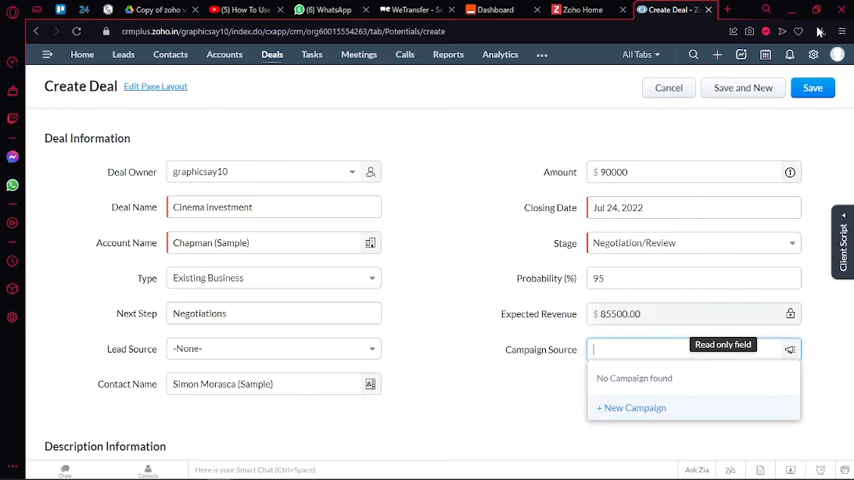 24
Copy of zoho w
(5) How To Use
(6) WhatsApp
WeTransfer - Se
Dashboard
Zoho Home
Create Deal - Z
crmplus.zoho.in/graphicsay10/index.do/cxapp/crm/org60015554263/tab/Potentials/create
Home Leads Contacts Accounts Deals Tasks Meetings Calls Reports Analytics All Tabs
Create Deal Edit Page Layout
Cancel Save and New Save
Deal Information
Deal Owner graphicsay10
Amount $ 90000
Deal Name Cinema investment
Closing Date Jul 24, 2022
Account Name Chapman (Sample)
Stage Negotiation/Review
Type Existing Business
Probability (%) 95
Next Step Negotiations
Expected Revenue $ 85500.00
Lead Source -None-
Campaign Source
Read only field
Contact Name Simon Morasca (Sample)
No Campaign found
+ New Campaign
Client Script
Description Information
Chats Contacts Here is your Smart Chat (Ctrl+Space) Ask Zia